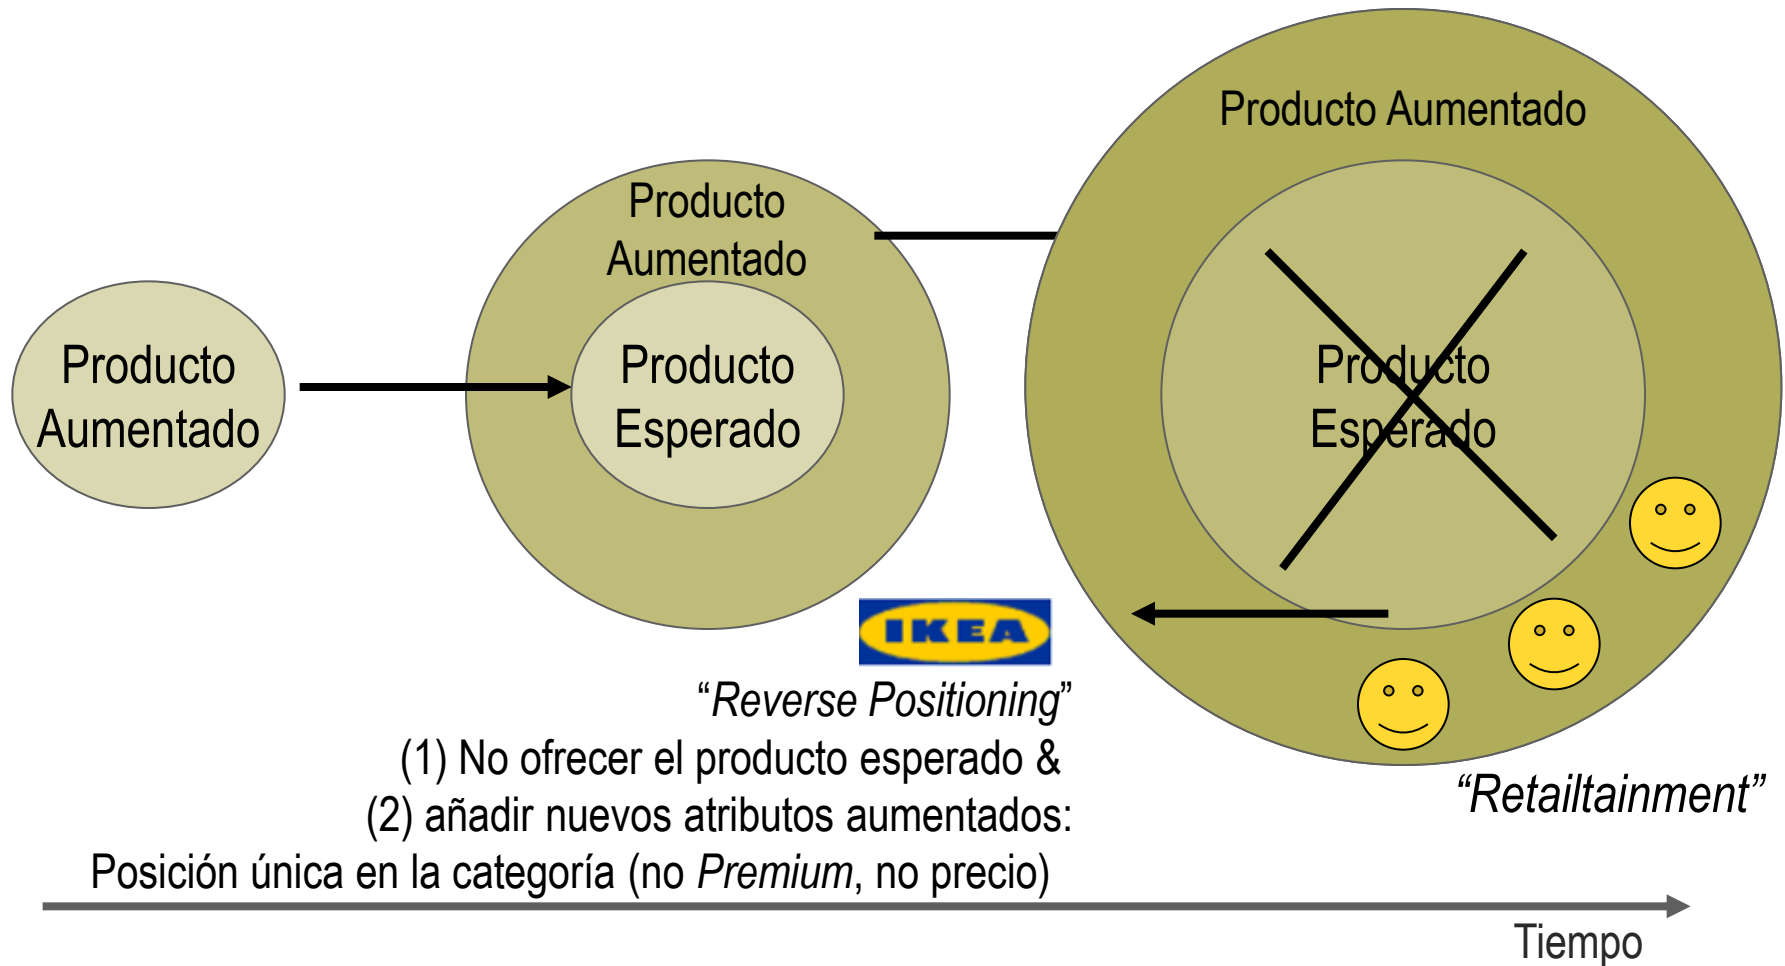 Producto
Aumentado
Producto
Aumentado
Producto
Esperado
Producto Aumentado
Producto
Esperado
IKEA
“Reverse Positioning”
(1) No ofrecer el producto esperado &
(2) añadir nuevos atributos aumentados:
Posición única en la categoría (no Premium, no precio)
“Retailtainment”
Tiempo